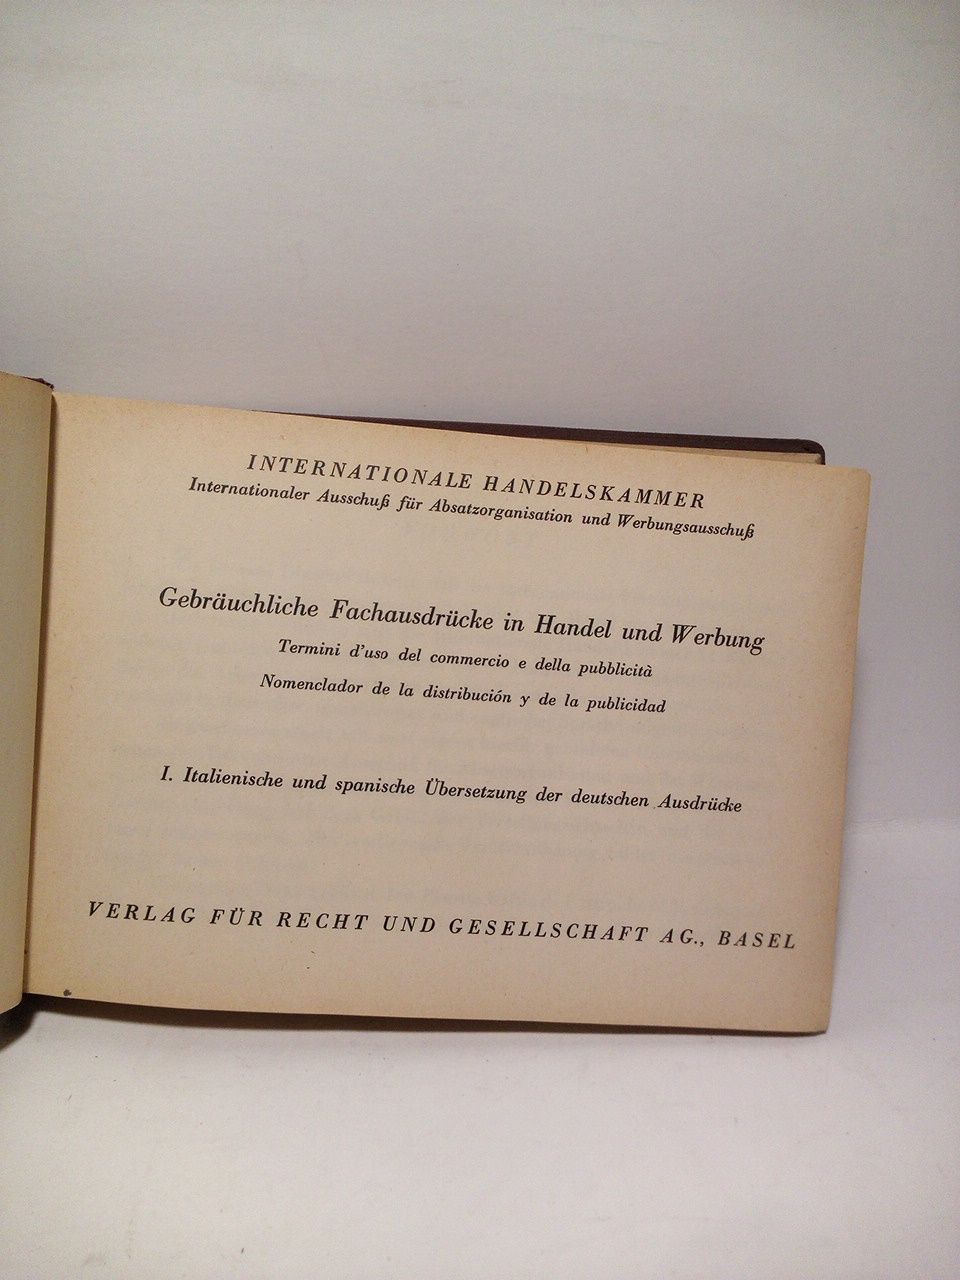 INTERNATIONALE HANDELSKAMMER
Internationaler Ausschuß für Absatzorganisation und Werbungsausschuß
Gebräuchliche Fachausdrücke in Handel und Werbung
Termini d'uso del commercio e della pubblicità
Nomenclador de la distribución y de la publicidad
I. Italienische und spanische Übersetzung der deutschen Ausdrücke
VERLAG FÜR RECHT UND GESELLSCHAFT AG., BASEL